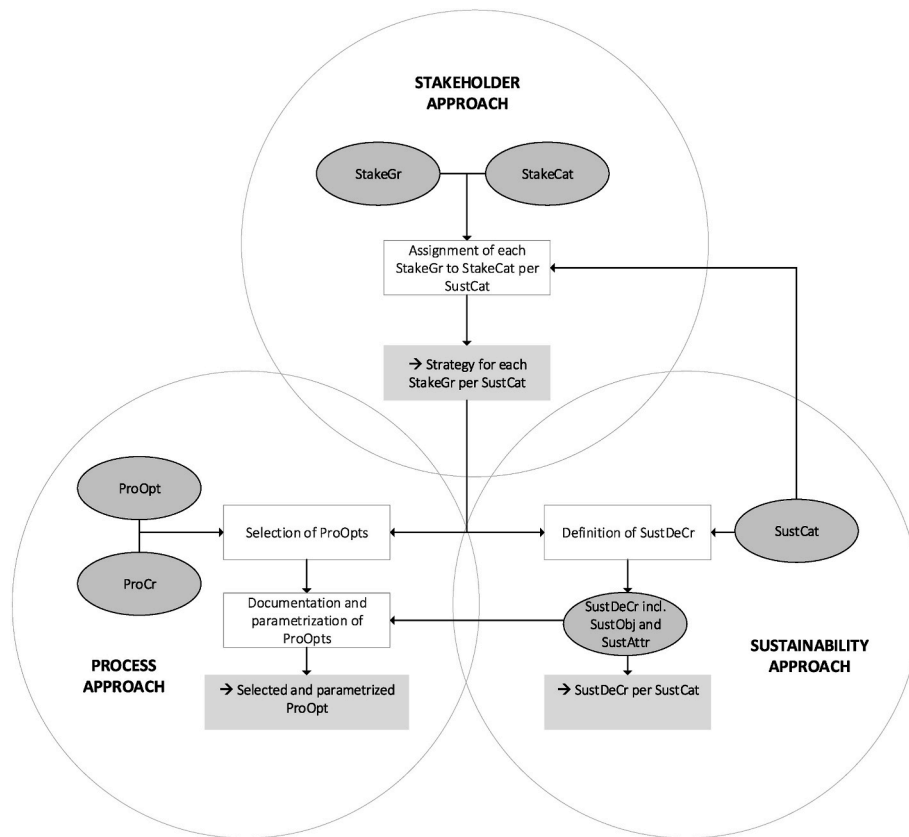 STAKEHOLDER
APPROACH
StakeGr
StakeCat
Assignment of each
StakeGr to StakeCat per
SustCat
→ Strategy for each
StakeGr per SustCat
ProOpt
ProCr
Selection of ProOpts
Definition of SustDeCr
SustCat
Documentation and
parametrization of
ProOpts
SustDeCr incl.
SustObj and
SustAttr
PROCESS
APPROACH
SUSTAINABILITY
APPROACH
→ Selected and parametrized
ProOpt
→ SustDeCr per SustCat